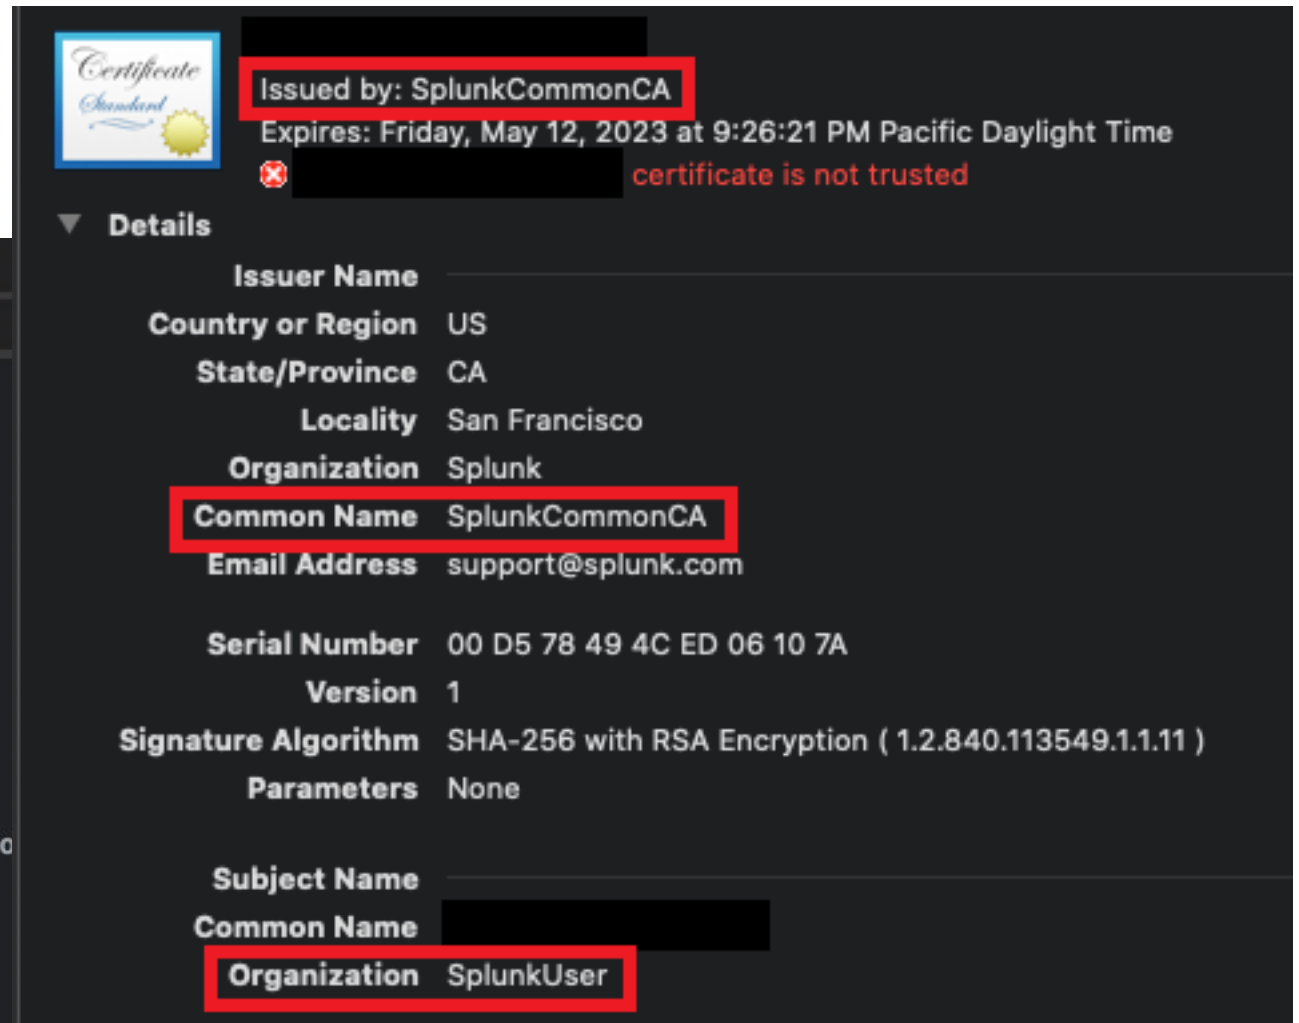 Certificate
Standard
Issued by: SplunkCommonCA
Expires: Friday, May 12, 2023 at 9:26:21 PM Pacific Daylight Time
certificate is not trusted
Details
Issuer Name
Country or Region US
State/Province CA
Locality San Francisco
Organization Splunk
Common Name SplunkCommonCA
Email Address support@splunk.com
Serial Number 00 D5 78 49 4C ED 06 10 7A
Version 1
Signature Algorithm SHA-256 with RSA Encryption ( 1.2.840.113549.1.1.11 )
Parameters None
Subject Name
Common Name
Organization SplunkUser